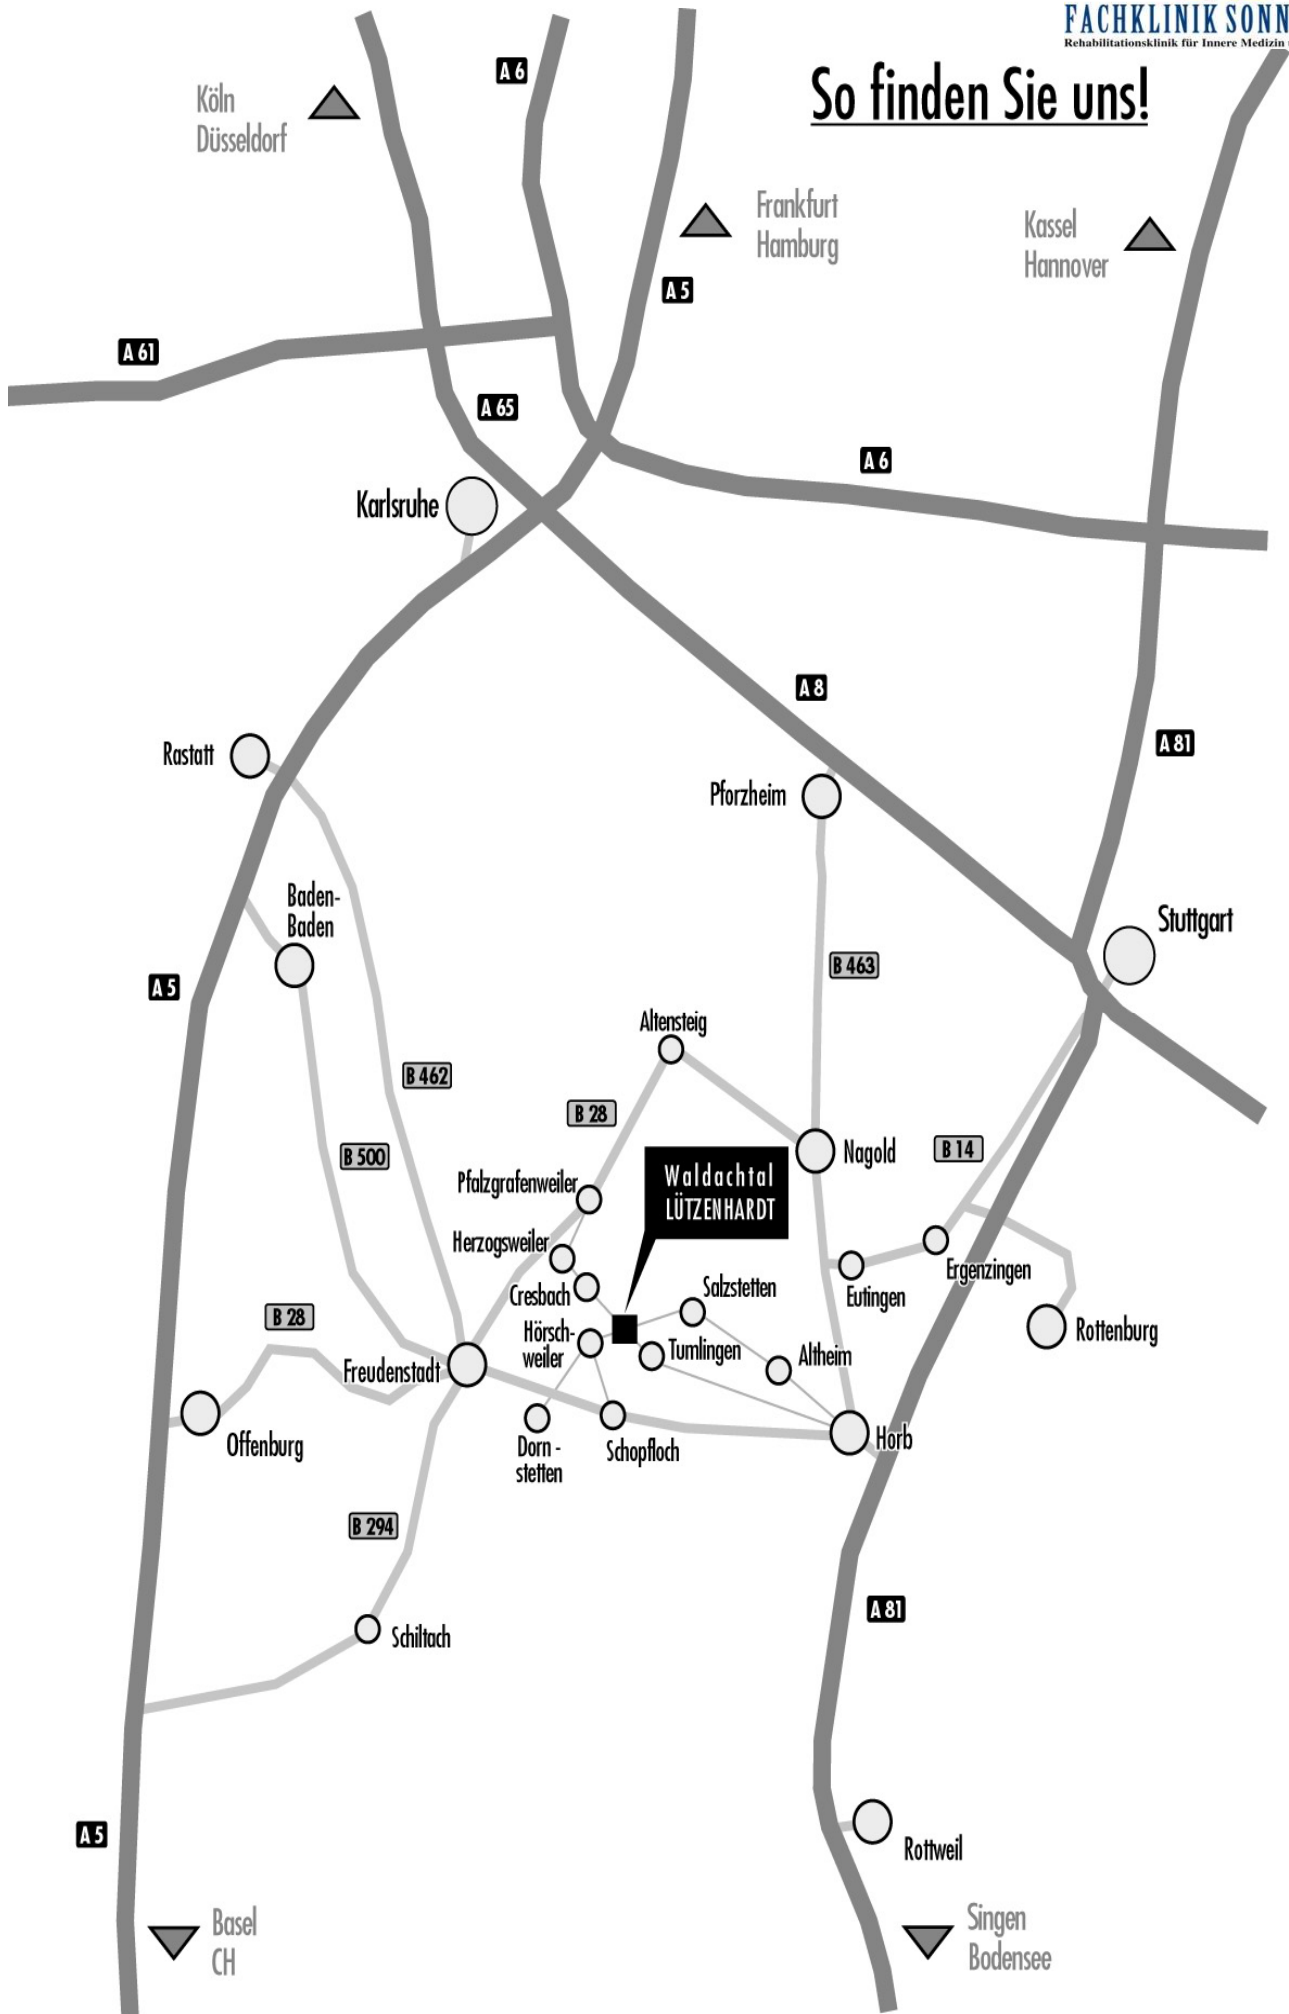 FACHKLINIK SONN
Rehabilitationsklinik für Innere Medizin
So finden Sie uns!
A 6
Köln
Düsseldorf
Frankfurt
Hamburg
Kassel
Hannover
A 5
A 61
A 65
A 6
Karlsruhe
A 8
A 81
Rastatt
Pforzheim
Baden-
Baden
Stuttgart
B 463
A 5
Altensteig
B 462
B 28
B 500
Nagold
B 14
Waldachtal
LÜTZENHARDT
Pfalzgrafenweiler
Herzogsweiler
Ergenzingen
Cresbach
Salzstetten
Eutingen
B 28
Hörsch-
weiler
Tumlingen
Altheim
Rottenburg
Freudenstadt
Offenburg
Dorn -
stetten
Schopfloch
Horb
B 294
A 81
Schiltach
A 5
Rottweil
Basel
CH
Singen
Bodensee